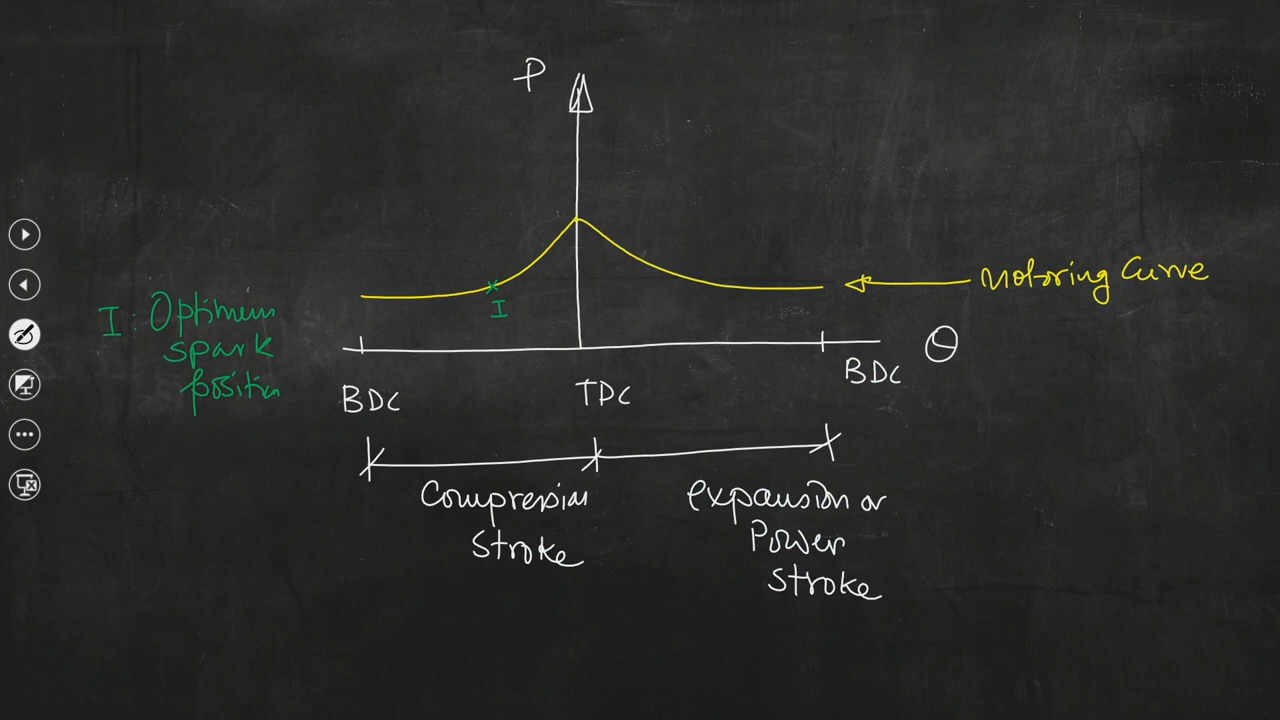 P
Motoring Curve
I : Optimum
spark
position
I
θ
BDC
TDC
BDC
Compression
Stroke
expansion or
Power
stroke